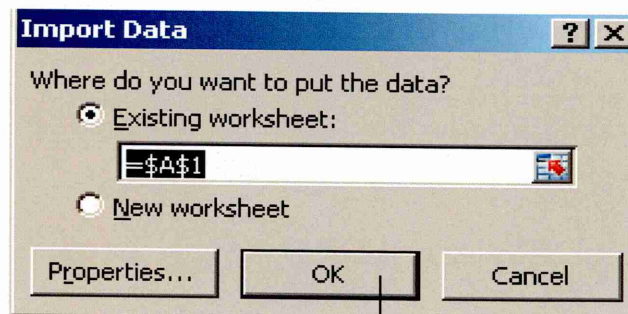 Import Data
Where do you want to put the data?
Existing worksheet:
=$A$1
New worksheet
Properties...
OK
Cancel